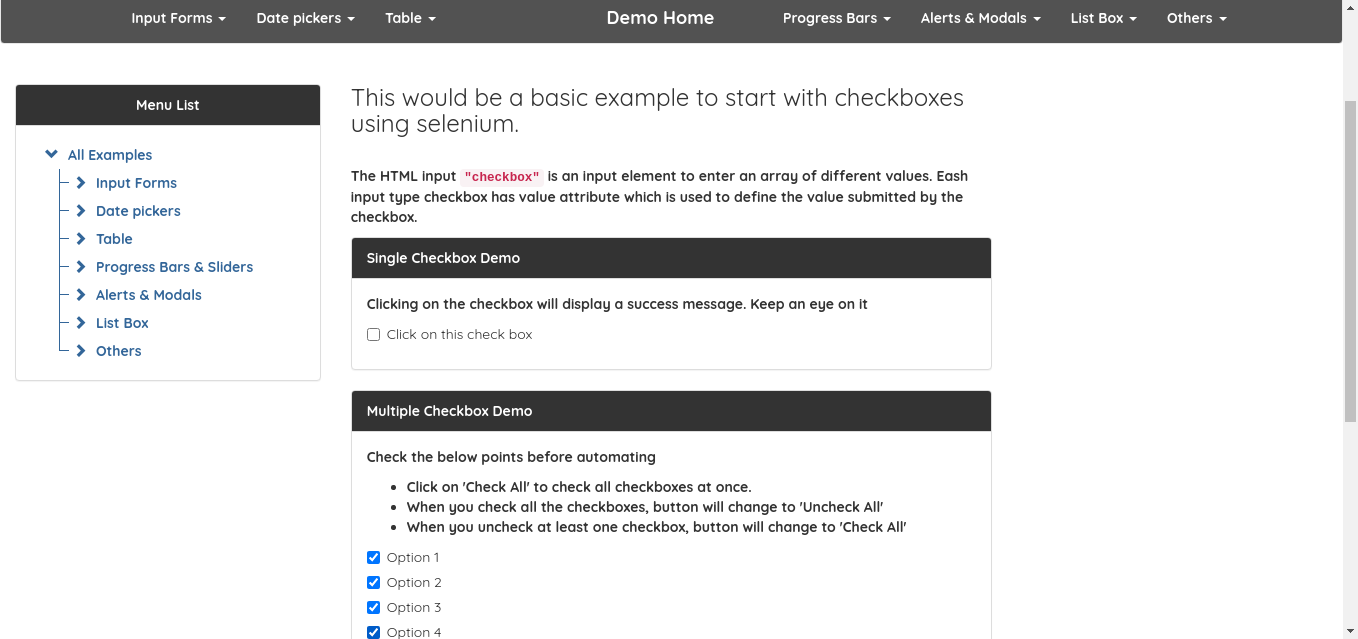 Input Forms Date pickers Table Demo Home Progress Bars Alerts & Modals List Box Others
Menu List
All Examples
Input Forms
Date pickers
Table
Progress Bars & Sliders
Alerts & Modals
List Box
Others
This would be a basic example to start with checkboxes
using selenium.
The HTML input "checkbox" is an input element to enter an array of different values. Eash
input type checkbox has value attribute which is used to define the value submitted by the
checkbox.
Single Checkbox Demo
Clicking on the checkbox will display a success message. Keep an eye on it
Click on this check box
Multiple Checkbox Demo
Check the below points before automating
• Click on 'Check All' to check all checkboxes at once.
• When you check all the checkboxes, button will change to 'Uncheck All'
• When you uncheck at least one checkbox, button will change to 'Check All'
Option 1
Option 2
Option 3
Option 4